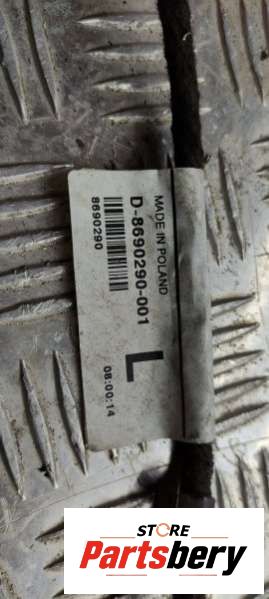 MADE IN POLAND
D-8690290-001
8690290
L
08:00:14
STORE
Partsbery